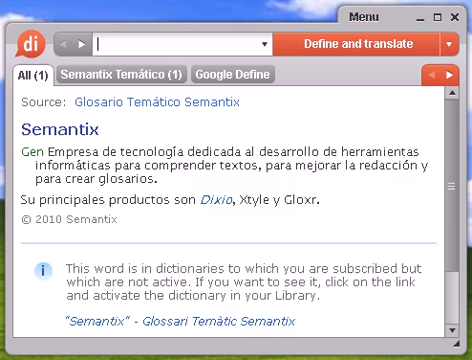 Menu
di
Define and translate
All (1) Semantix Temático (1) Google Define
Source: Glosario Temático Semantix
Semantix
Gen Empresa de tecnología dedicada al desarrollo de herramientas
informáticas para comprender textos, para mejorar la redacción y
para crear glosarios.
Su principales productos son Dixio, Xtyle y Gloxr.
© 2010 Semantix
i
This word is in dictionaries to which you are subscribed but
which are not active. If you want to see it, click on the link
and activate the dictionary in your Library.
"Semantix" - Glossari Temàtic Semantix